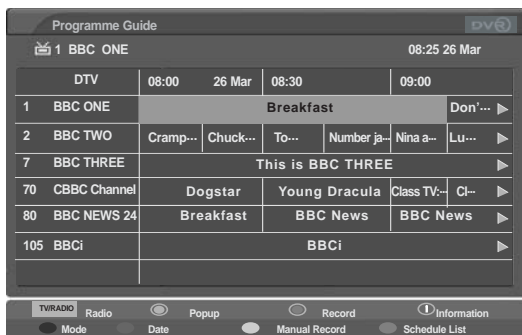 Programme Guide DVR
1 BBC ONE 08:25 26 Mar
DTV 08:00 26 Mar 08:30 09:00
1 BBC ONE Breakfast Don'···
2 BBC TWO Cramp··· Chuck··· To··· Number ja··· Nina a··· Lu···
7 BBC THREE This is BBC THREE
70 CBBC Channel Dogstar Young Dracula Class TV:··· Cl···
80 BBC NEWS 24 Breakfast BBC News BBC News
105 BBCi BBCi
TV/RADIO Radio Popup Record Information
Mode Date Manual Record Schedule List